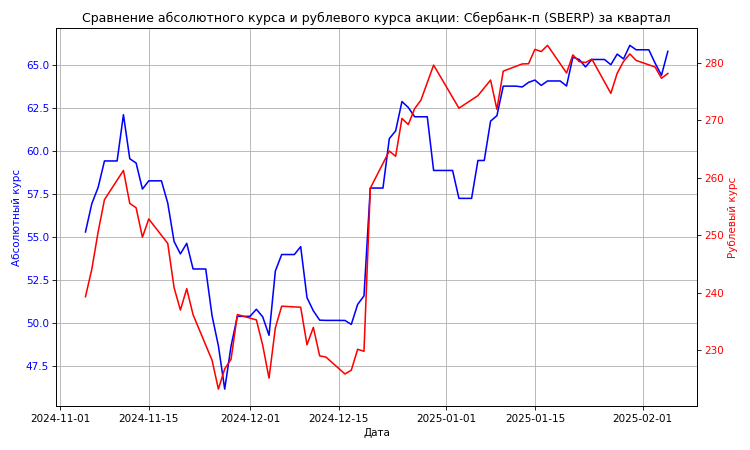 Сравнение абсолютного курса и рублевого курса акции: Сбербанк-п (SBERP) за квартал
Абсолютный курс
65.0
62.5
60.0
57.5
55.0
52.5
50.0
47.5
280
270
260
250
240
230
Рублевый курс
2024-11-01 2024-11-15 2024-12-01 2024-12-15 2025-01-01 2025-01-15 2025-02-01
Дата